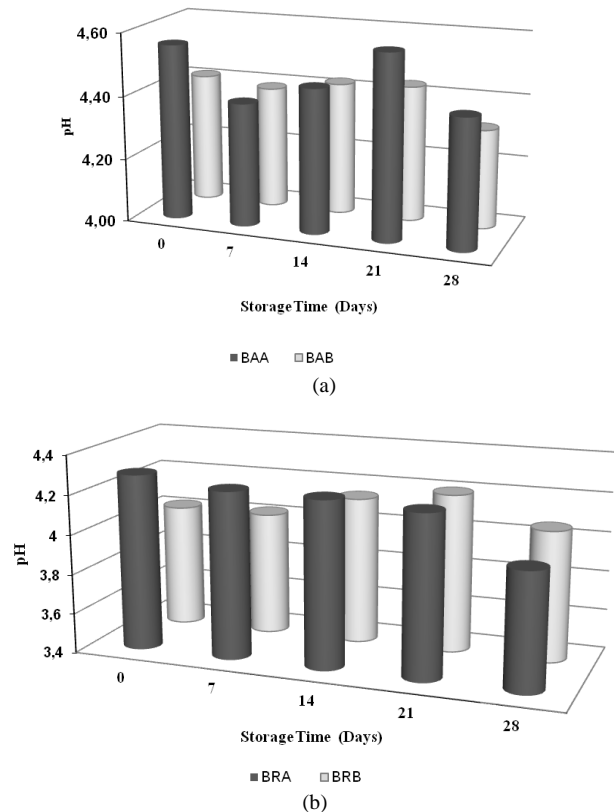 4,60
4,40
4,20
4,00
pH
0 7 14 21 28
Storage Time (Days)
BAA BAB
(a)
4,4
4,2
4
3,8
3,6
3,4
pH
0 7 14 21 28
Storage Time (Days)
BRA BRB
(b)